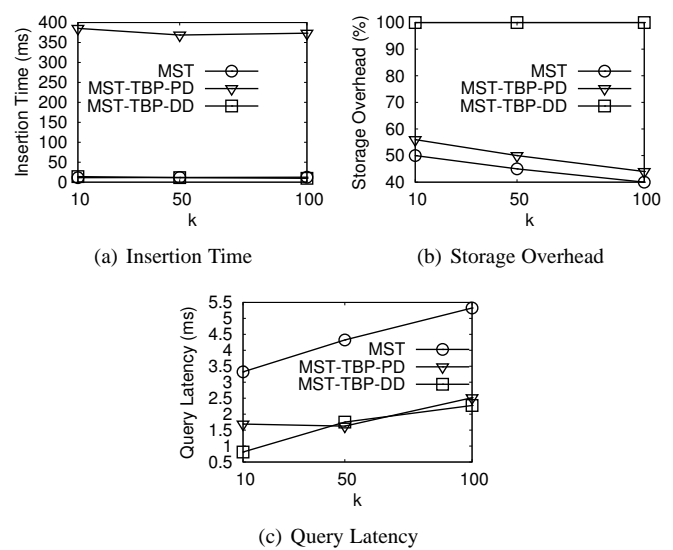 400
350
300
250
200
150
100
50
0
Insertion Time (ms)
MST
MST-TBP-PD
MST-TBP-DD
10 50 100
k
(a) Insertion Time
100
90
80
70
60
50
40
Storage Overhead (%)
MST
MST-TBP-PD
MST-TBP-DD
10 50 100
k
(b) Storage Overhead
5.5
4.5
3.5
2.5
1.5
0.5
5
4
3
2
1
Query Latency (ms)
MST
MST-TBP-PD
MST-TBP-DD
10 50 100
k
(c) Query Latency